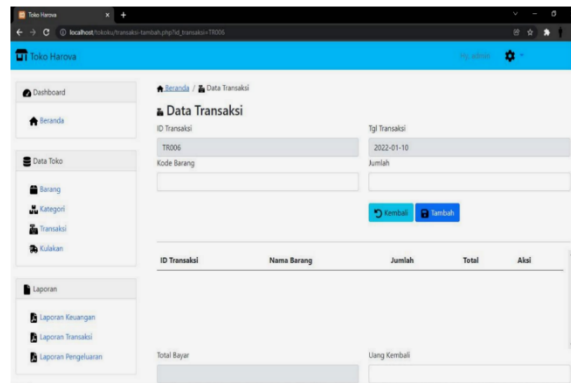 Toko Harova
localhost/tokoku/transaksi-tambah.php?id_transaksi=TR006
Toko Harova
Dashboard
Beranda
Data Toko
Barang
Kategori
Transaksi
Kulakan
Laporan
Laporan Keuangan
Laporan Transaksi
Laporan Pengeluaran
Beranda / Data Transaksi
Data Transaksi
ID Transaksi Tgl Transaksi
TR006 2022-01-10
Kode Barang Jumlah
Kembali Tambah
ID Transaksi Nama Barang Jumlah Total Aksi
Total Bayar Uang Kembali